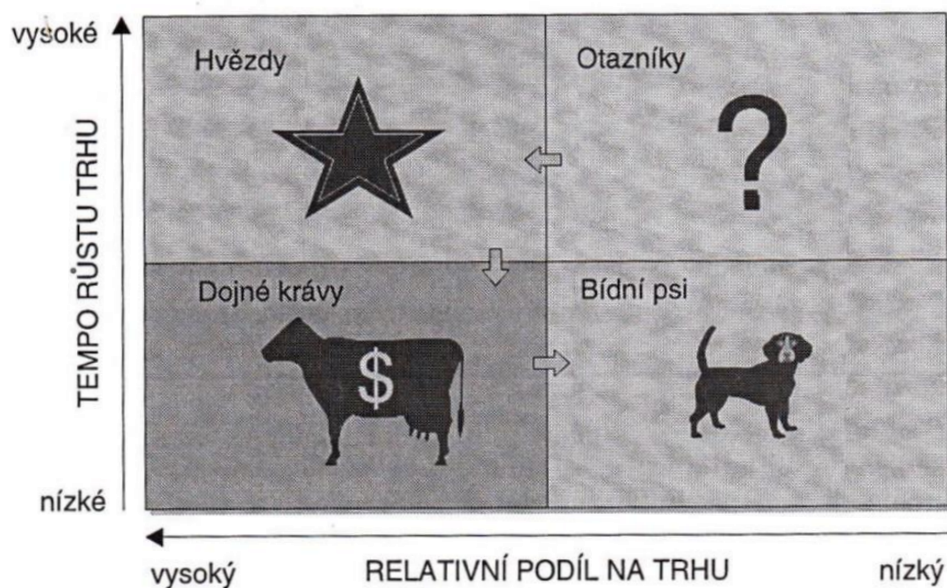 vysoké
Hvězdy
Otazníky
?
TEMPO RŮSTU TRHU
Dojné krávy
Bídní psi
$
nízké
vysoký
RELATIVNÍ PODÍL NA TRHU
nízký